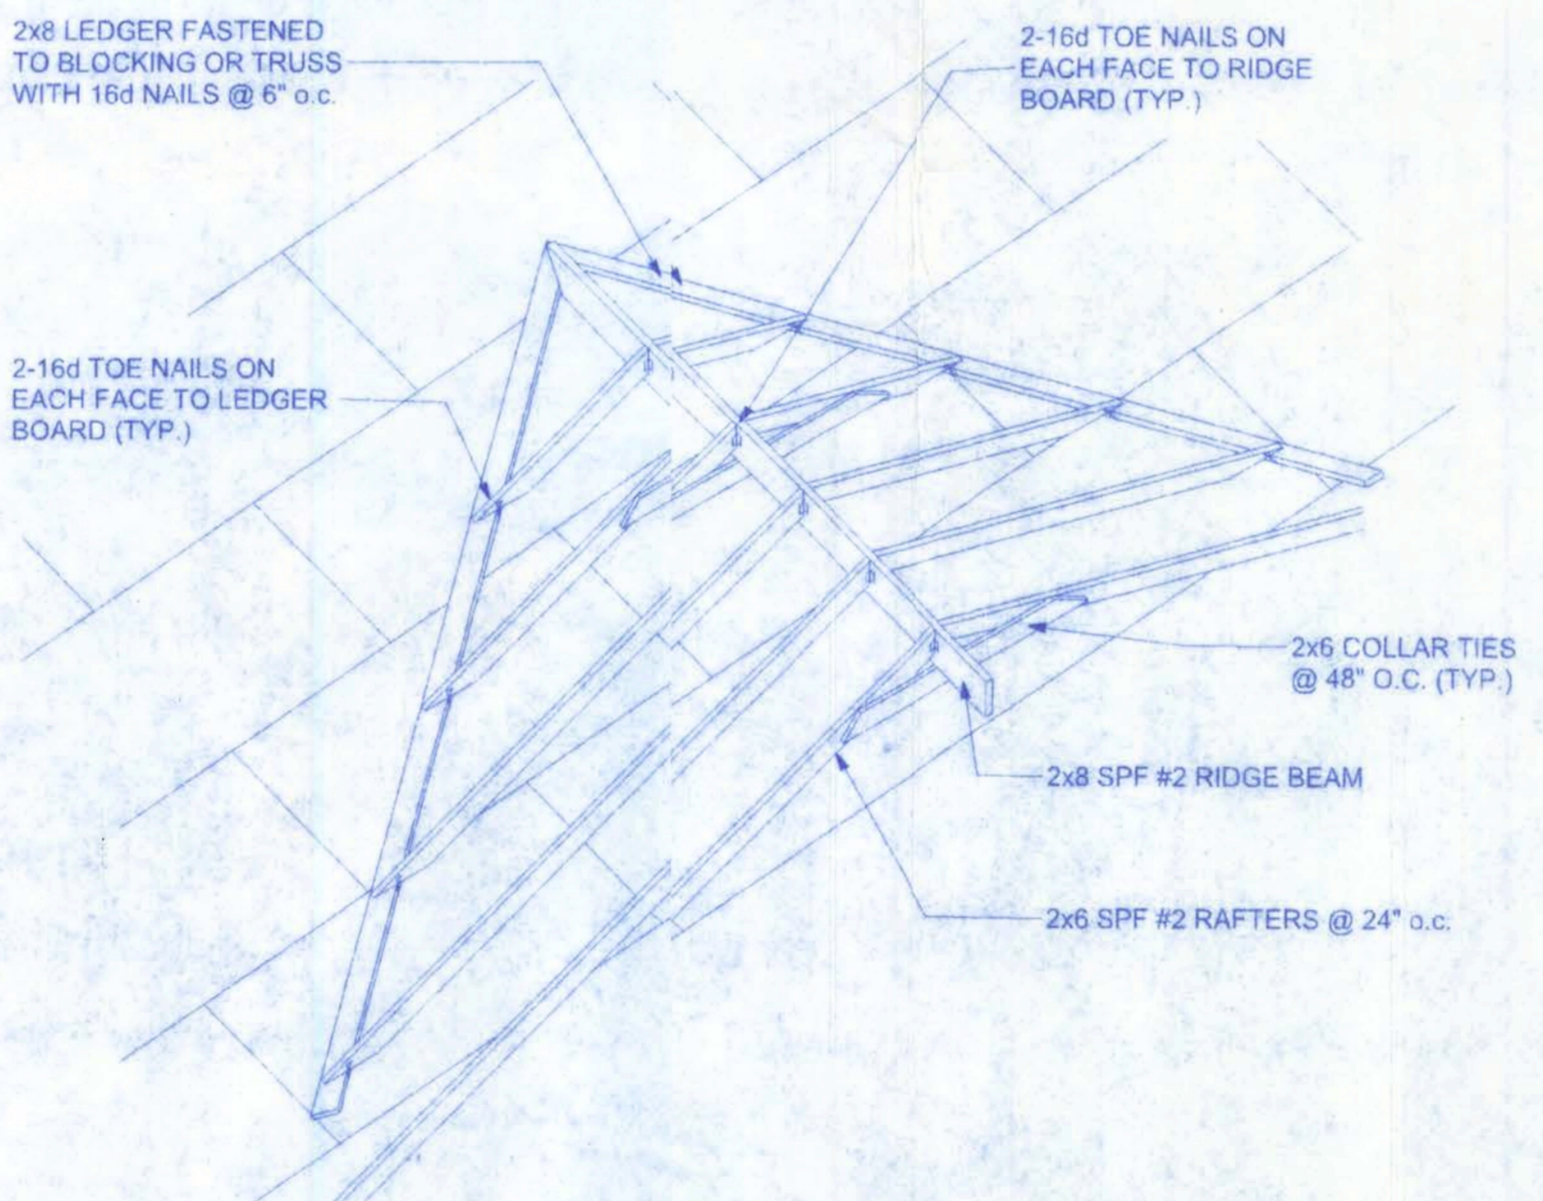 2x8 LEDGER FASTENED
TO BLOCKING OR TRUSS
WITH 16d NAILS @ 6" o.c.
2-16d TOE NAILS ON
EACH FACE TO RIDGE
BOARD (TYP.)
2-16d TOE NAILS ON
EACH FACE TO LEDGER
BOARD (TYP.)
2x6 COLLAR TIES
@ 48" O.C. (TYP.)
2x8 SPF #2 RIDGE BEAM
2x6 SPF #2 RAFTERS @ 24" o.c.